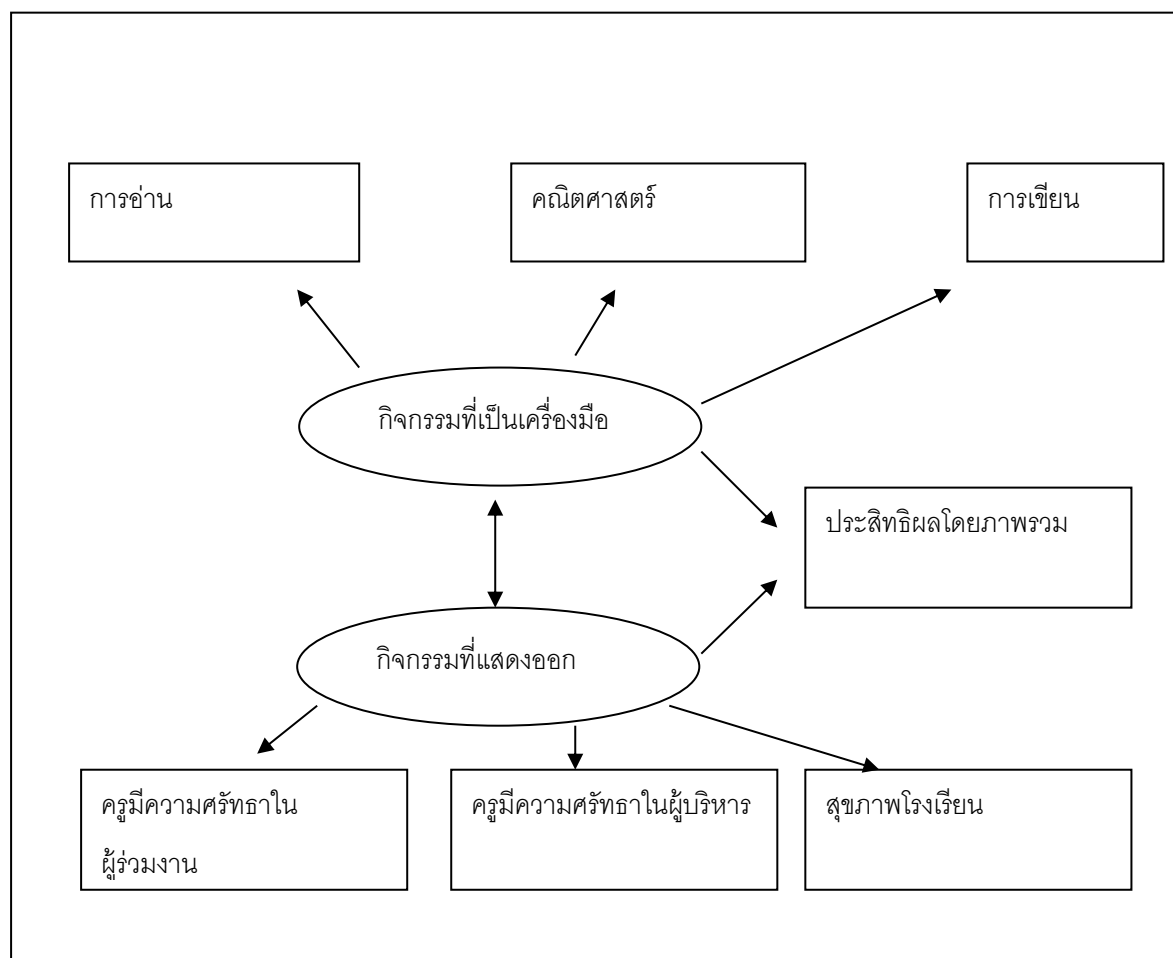 การอ่าน
คณิตศาสตร์
การเขียน
กิจกรรมที่เป็นเครื่องมือ
ประสิทธิผลโดยภาพรวม
กิจกรรมที่แสดงออก
ครูมีความศรัทธาใน
ผู้ร่วมงาน
ครูมีความศรัทธาในผู้บริหาร
สุขภาพโรงเรียน